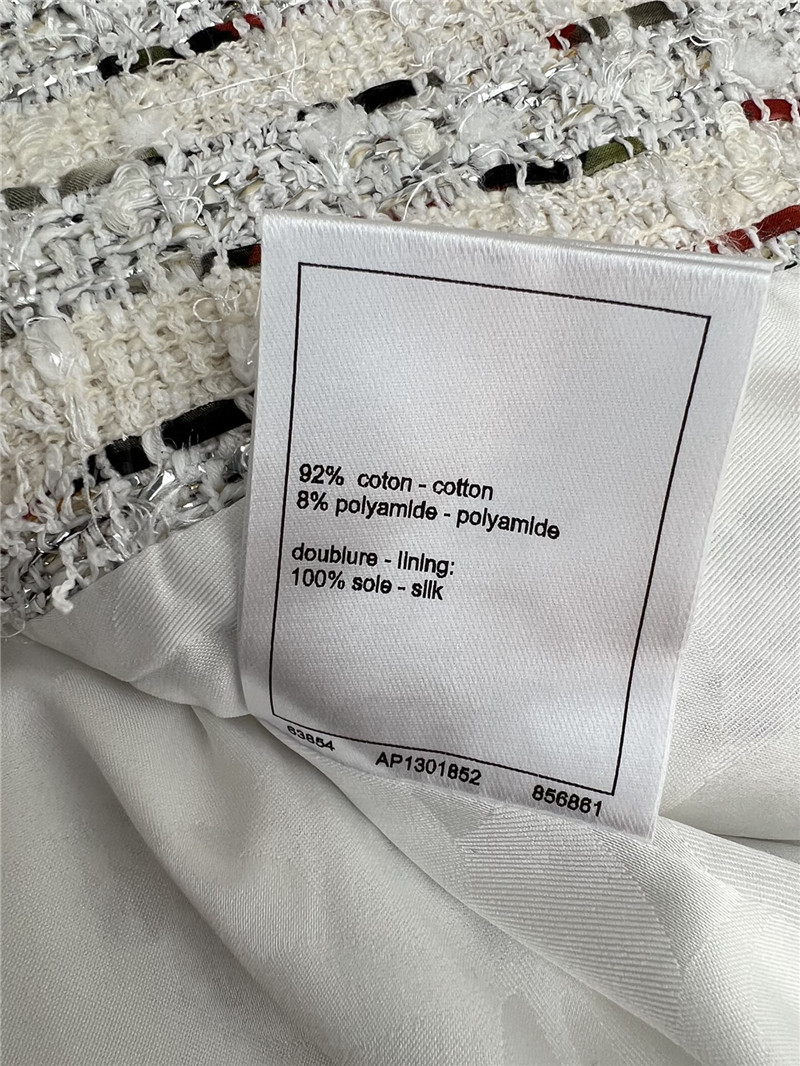 92% coton - cotton
8% polyamide - polyamide
doublure - lining:
100% soie - silk
63854 AP1301852 856861